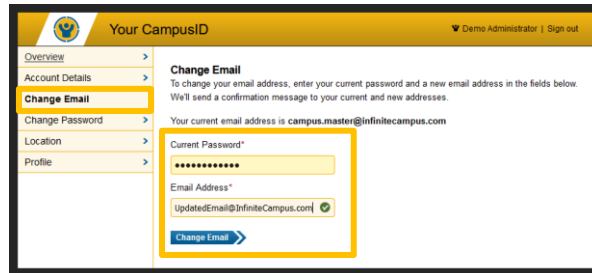 Your CampusID
Demo Administrator | Sign out
Overview
Account Details
Change Email
Change Password
Location
Profile
Change Email
To change your email address, enter your current password and a new email address in the fields below.
We'll send a confirmation message to your current and new addresses.
Your current email address is campus.master@infinitecampus.com
Current Password*
••••••••••••
Email Address*
UpdatedEmail@InfiniteCampus.com
Change Email